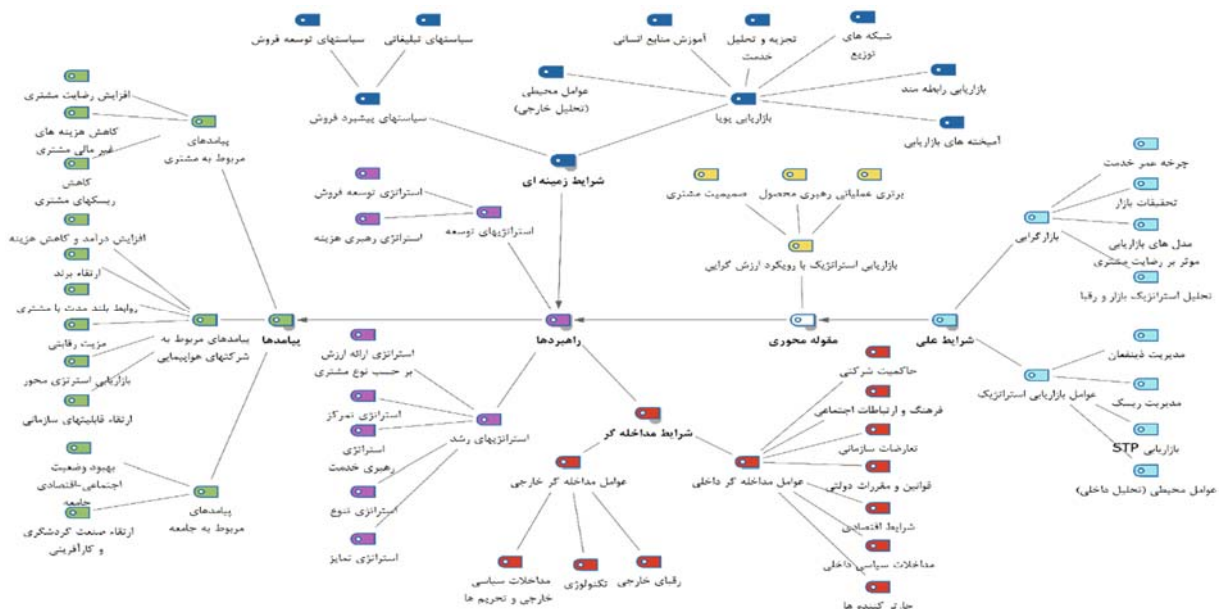 سیاستهای توسعه فروش
سیاستهای تبلیغاتی
سیاستهای پیشبرد فروش
آموزش منابع انسانی
تجزیه و تحلیل
خدمت
شبکه های
توزیع
عوامل محیطی
(تحلیل خارجی)
بازاریابی رابطه مند
بازاریابی پویا
آمیخته های بازاریابی
شرایط زمینه ای
چرخه عمر خدمت
تحقیقات بازار
بازارگرایی
مدل های بازاریابی
موثر بر رضایت مشتری
تحلیل استراتژیک بازار و رقبا
شرایط علی
مدیریت ذینفعان
عوامل بازاریابی استراتژیک
مدیریت ریسک
بازاریابی STP
عوامل محیطی (تحلیل داخلی)
صمیمیت مشتری
رهبری محصول
برتری عملیاتی
بازاریابی استراتژیک با رویکرد ارزش گرایی
مقوله محوری
استراتژی توسعه فروش
استراتژی رهبری هزینه
استراتژیهای توسعه
راهبردها
استراتژی ارائه ارزش
بر حسب نوع مشتری
استراتژی تمرکز
استراتژی
رهبری خدمت
استراتژیهای رشد
استراتژی تنوع
استراتژی تمایز
شرایط مداخله گر
حاکمیت شرکتی
فرهنگ و ارتباطات اجتماعی
تعارضات سازمانی
عوامل مداخله گر داخلی
قوانین و مقررات دولتی
شرایط اقتصادی
مداخلات سیاسی داخلی
چارتر کننده ها
عوامل مداخله گر خارجی
مداخلات سیاسی
خارجی و تحریم ها
تکنولوژی
رقبای خارجی
پیامدها
افزایش رضایت مشتری
کاهش هزینه های
غیر مالی مشتری
پیامدهای
مربوط به مشتری
کاهش
ریسکهای مشتری
افزایش درامد و کاهش هزینه
ارتقاء برند
روابط بلند مدت با مشتری
مزیت رقابتی
پیامدهای مربوط به
شرکتهای هواپیمایی
بازاریابی استرتژی محور
ارتقاء قابلیتهای سازمانی
بهبود وضعیت
اجتماعی-اقتصادی
جامعه
پیامدهای
مربوط به جامعه
ارتقاء صنعت گردشگری
و کارآفرینی